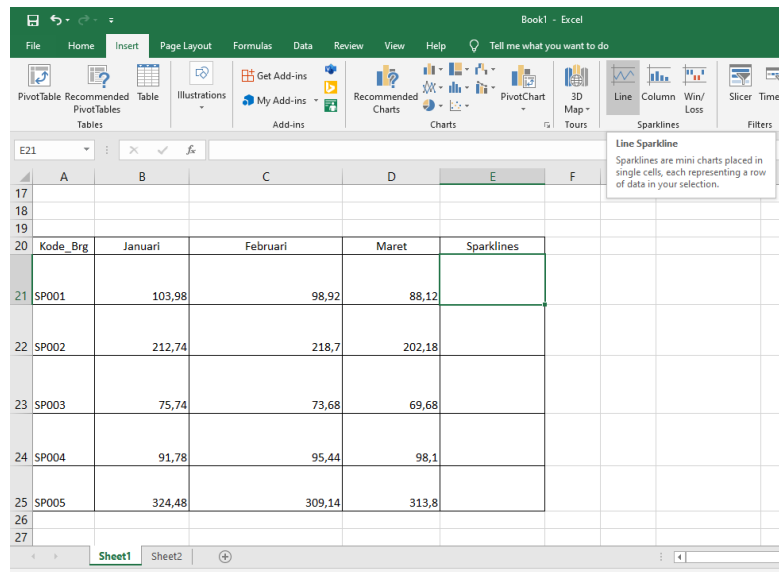 Book1 - Excel
File Home Insert Page Layout Formulas Data Review View Help Tell me what you want to do
PivotTable Recommended PivotTables Table
Illustrations
Get Add-ins
My Add-ins
Recommended Charts
PivotChart
3D Map
Line Column Win/Loss
Slicer Time
Tables Add-ins Charts Tours Sparklines Filters
E21 fx
Line Sparkline
Sparklines are mini charts placed in
single cells, each representing a row
of data in your selection.
A B C D E F
17
18
19
20 Kode_Brg Januari Februari Maret Sparklines
21 SP001 103,98 98,92 88,12
22 SP002 212,74 218,7 202,18
23 SP003 75,74 73,68 69,68
24 SP004 91,78 95,44 98,1
25 SP005 324,48 309,14 313,8
26
27
Sheet1 Sheet2